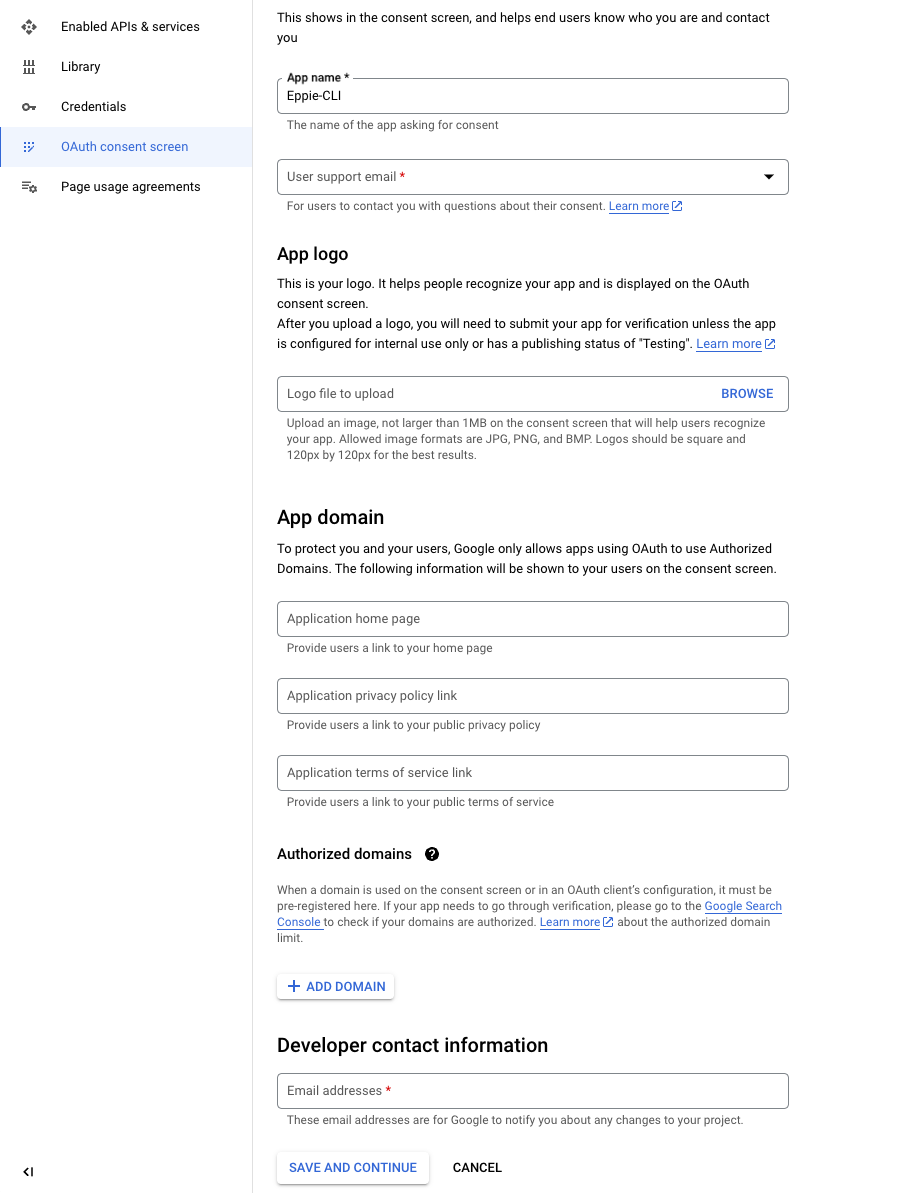 Enabled APIs & services
Library
Credentials
OAuth consent screen
Page usage agreements
This shows in the consent screen, and helps end users know who you are and contact
you
App name *
Eppie-CLI
The name of the app asking for consent
User support email *
For users to contact you with questions about their consent. Learn more
App logo
This is your logo. It helps people recognize your app and is displayed on the OAuth
consent screen.
After you upload a logo, you will need to submit your app for verification unless the app
is configured for internal use only or has a publishing status of "Testing". Learn more
Logo file to upload BROWSE
Upload an image, not larger than 1MB on the consent screen that will help users recognize
your app. Allowed image formats are JPG, PNG, and BMP. Logos should be square and
120px by 120px for the best results.
App domain
To protect you and your users, Google only allows apps using OAuth to use Authorized
Domains. The following information will be shown to your users on the consent screen.
Application home page
Provide users a link to your home page
Application privacy policy link
Provide users a link to your public privacy policy
Application terms of service link
Provide users a link to your public terms of service
Authorized domains ?
When a domain is used on the consent screen or in an OAuth client’s configuration, it must be
pre-registered here. If your app needs to go through verification, please go to the Google Search
Console to check if your domains are authorized. Learn more about the authorized domain
limit.
+ ADD DOMAIN
Developer contact information
Email addresses *
These email addresses are for Google to notify you about any changes to your project.
SAVE AND CONTINUE CANCEL